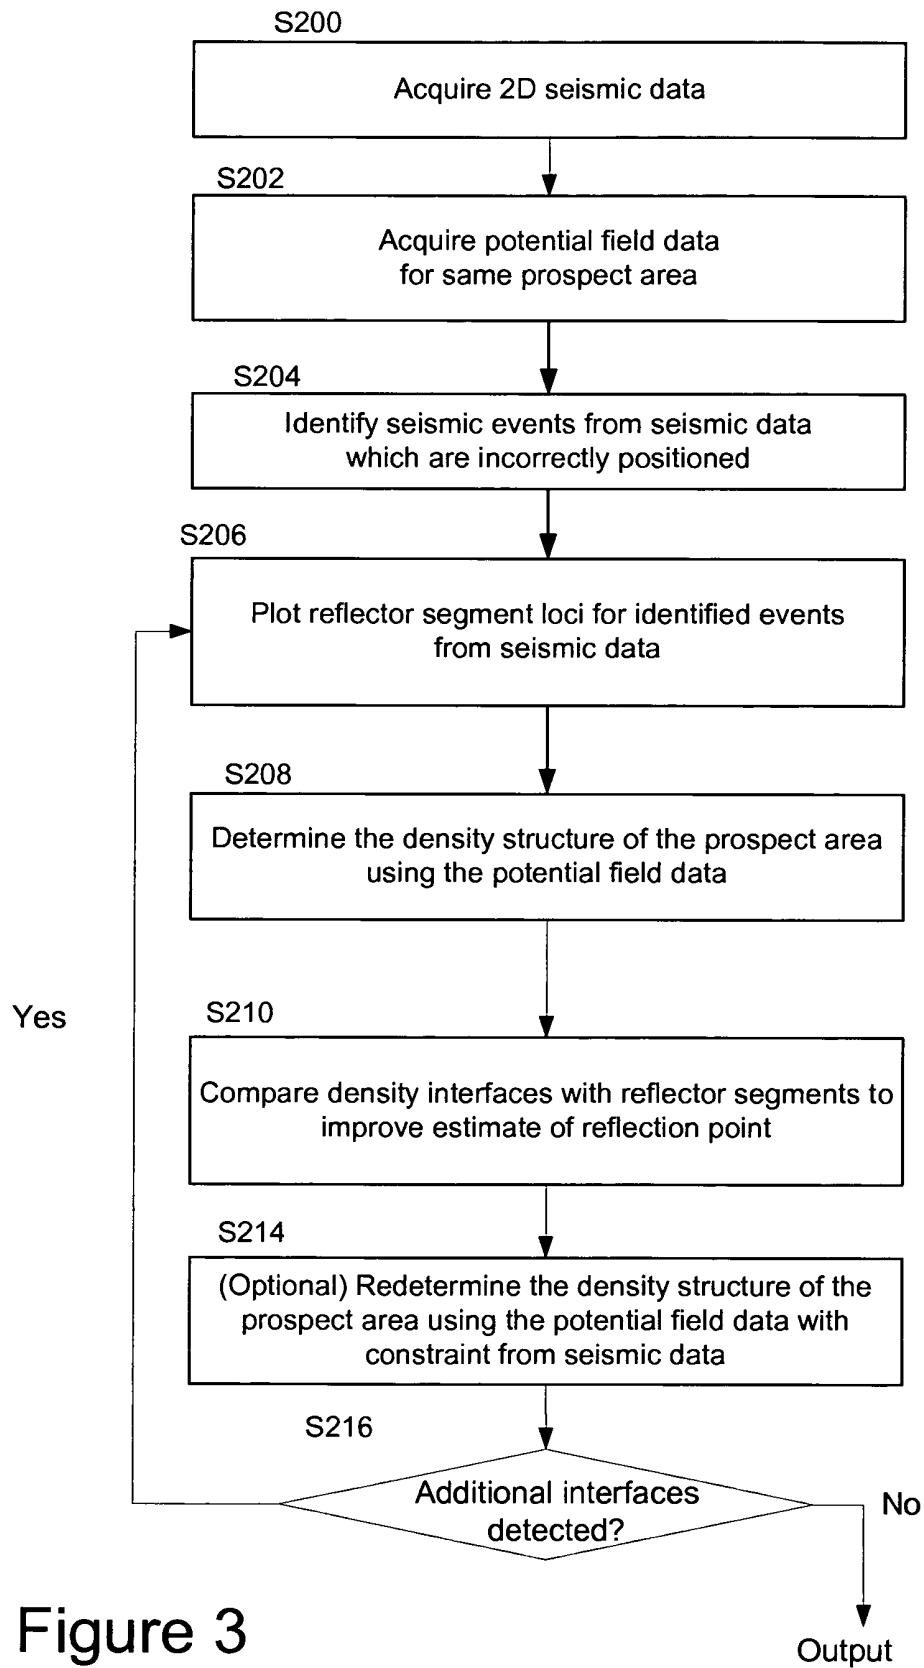 S200
Acquire 2D seismic data
S202
Acquire potential field data
for same prospect area
S204
Identify seismic events from seismic data
which are incorrectly positioned
S206
Plot reflector segment loci for identified events
from seismic data
S208
Determine the density structure of the prospect area
using the potential field data
Yes
S210
Compare density interfaces with reflector segments to
improve estimate of reflection point
S214
(Optional) Redetermine the density structure of the
prospect area using the potential field data with
constraint from seismic data
S216
Additional interfaces
detected?
No
Output
Figure 3